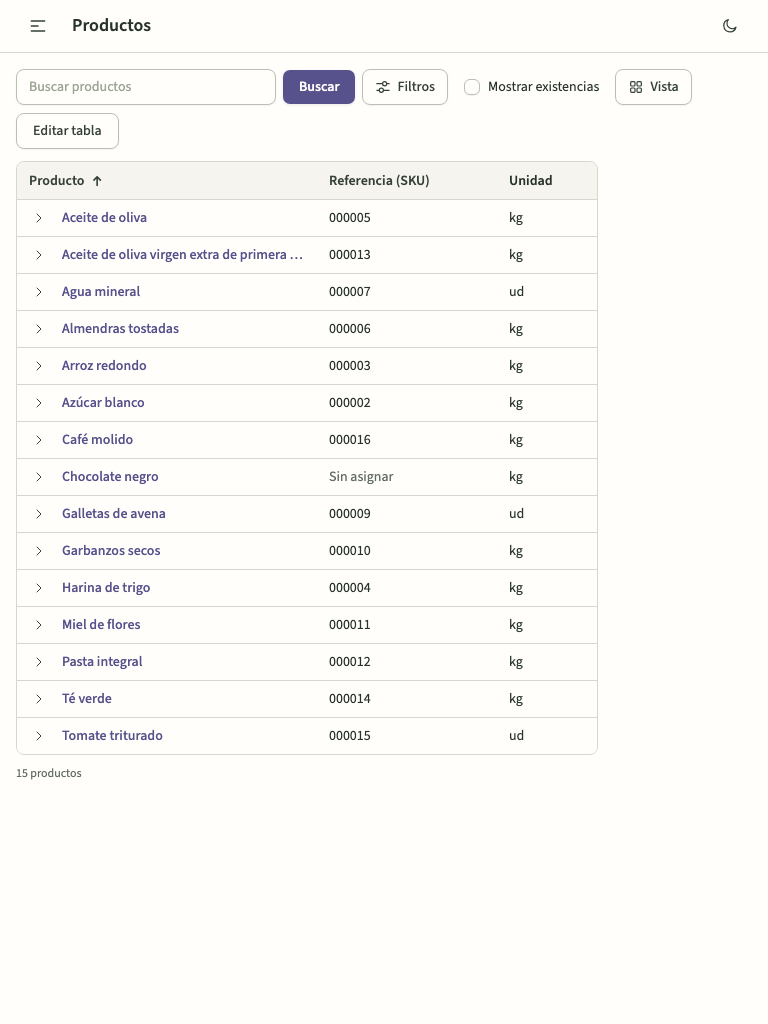 Productos
Buscar productos
Buscar
Filtros
Mostrar existencias
Vista
Editar tabla
Producto Referencia (SKU) Unidad
Aceite de oliva 000005 kg
Aceite de oliva virgen extra de primera … 000013 kg
Agua mineral 000007 ud
Almendras tostadas 000006 kg
Arroz redondo 000003 kg
Azúcar blanco 000002 kg
Café molido 000016 kg
Chocolate negro Sin asignar kg
Galletas de avena 000009 ud
Garbanzos secos 000010 kg
Harina de trigo 000004 kg
Miel de flores 000011 kg
Pasta integral 000012 kg
Té verde 000014 kg
Tomate triturado 000015 ud
15 productos